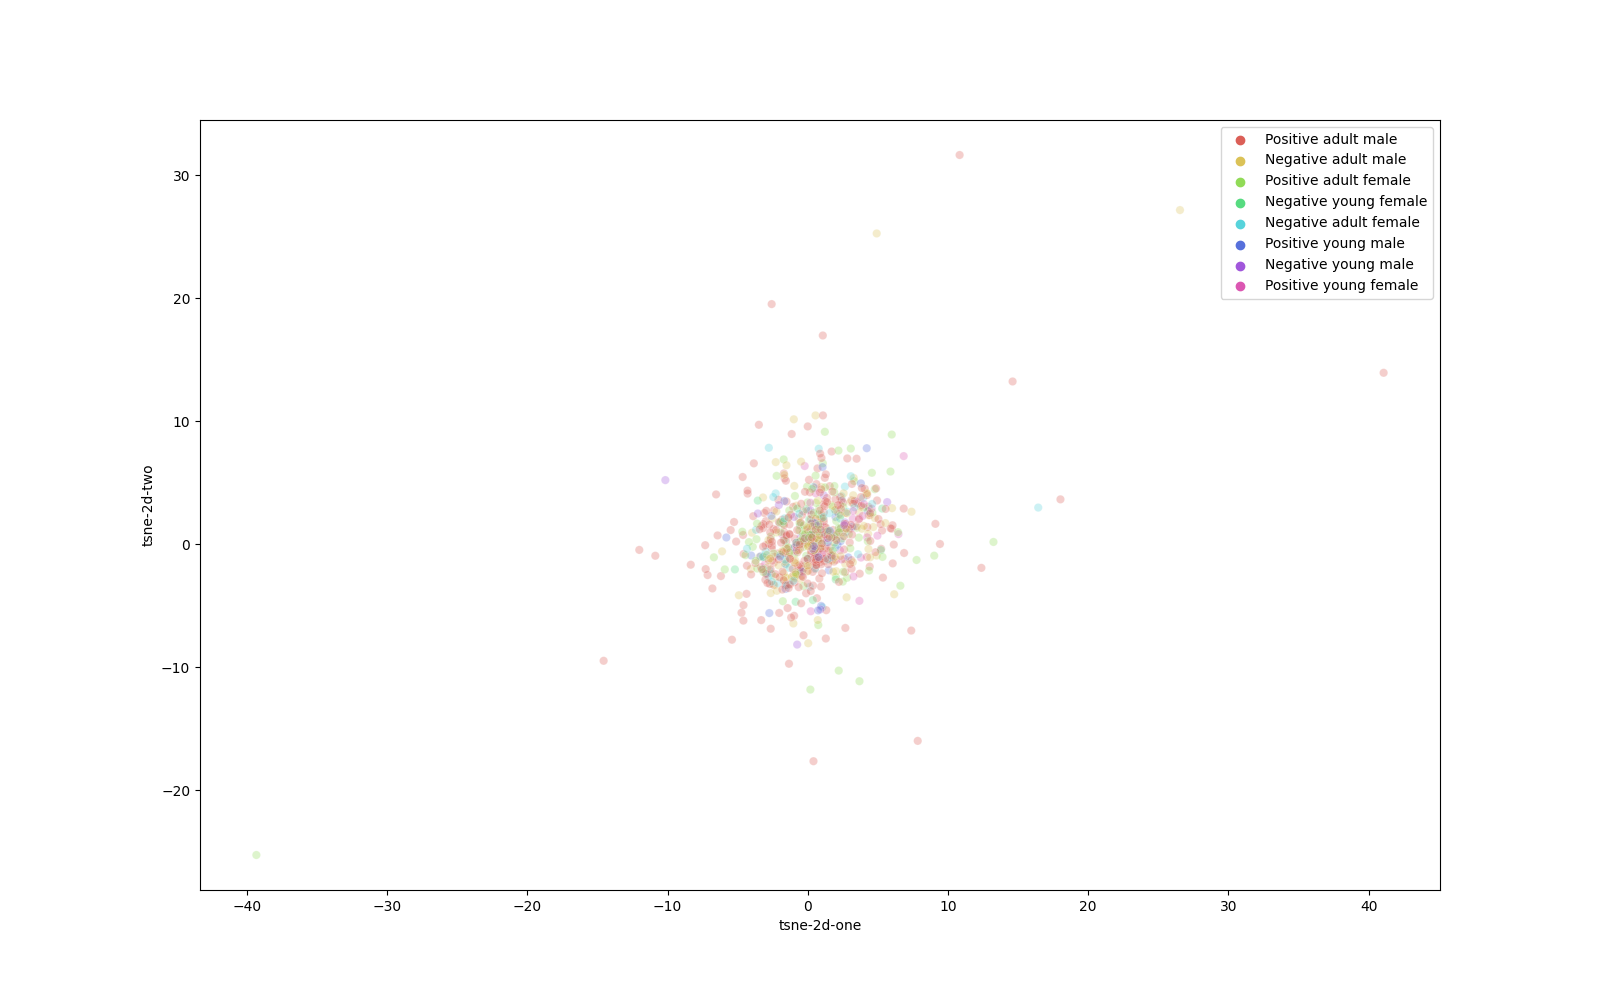 Positive adult male
Negative adult male
Positive adult female
Negative young female
Negative adult female
Positive young male
Negative young male
Positive young female
30
20
10
0
−10
−20
tsne-2d-two
−40
−30
−20
−10
0
10
20
30
40
tsne-2d-one